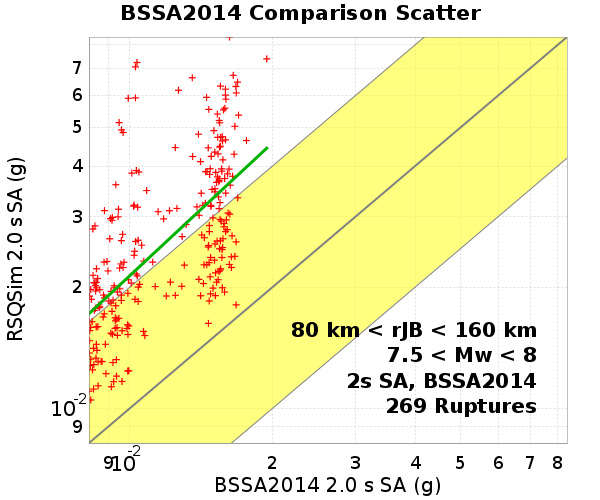 BSSA2014 Comparison Scatter
RSQSim 2.0 s SA (g)
7
6
5
4
3
2
10-2
9
80 km < rJB < 160 km
7.5 < Mw < 8
2s SA, BSSA2014
269 Ruptures
9 10-2 2 3 4 5 6 7 8
BSSA2014 2.0 s SA (g)